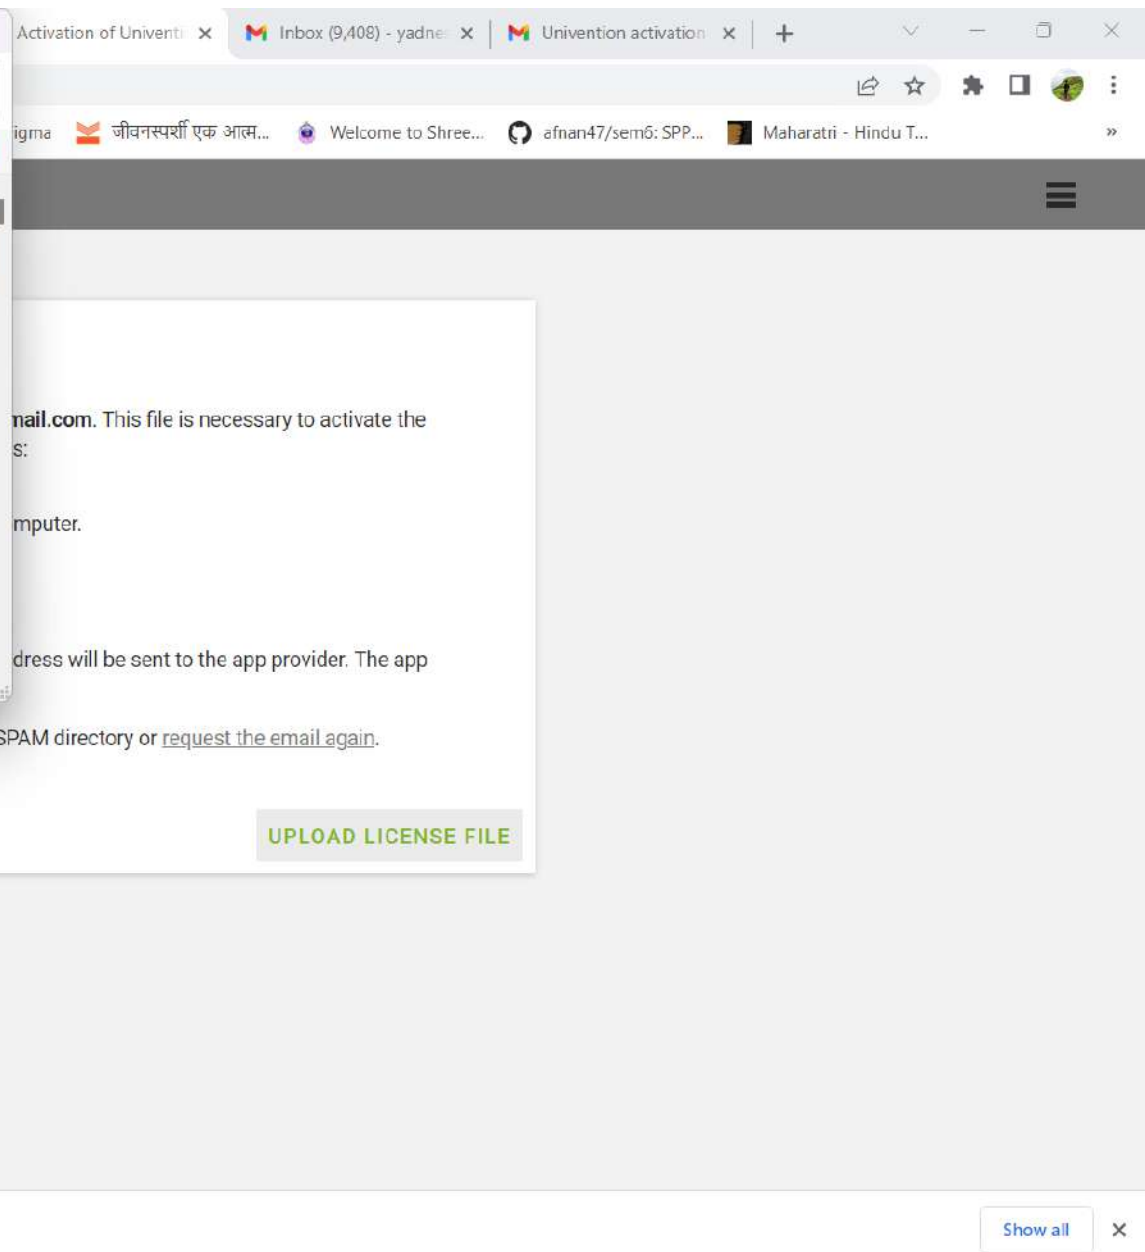 Activation of Univenti
Inbox (9,408) - yadne
Univention activation
igma
जीवनस्पर्शी एक आत्म...
Welcome to Shree...
afnan47/sem6: SPP...
Maharatri - Hindu T...
»
mail.com. This file is necessary to activate the
s:
mputer.
dress will be sent to the app provider. The app
SPAM directory or request the email again.
UPLOAD LICENSE FILE
Show all